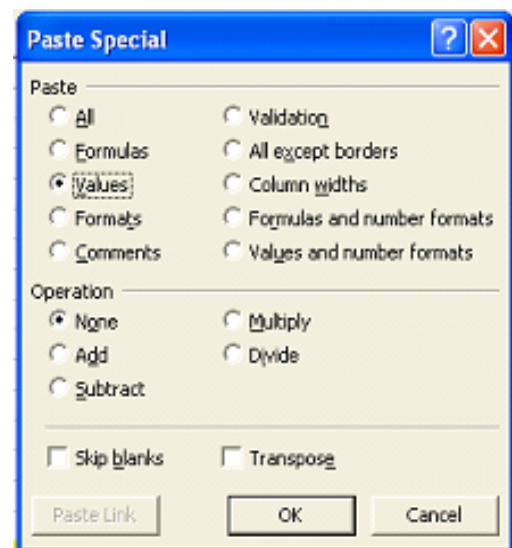 Paste Special
Paste
All Validation
Formulas All except borders
Values Column widths
Formats Formulas and number formats
Comments Values and number formats
Operation
None Multiply
Add Divide
Subtract
Skip blanks Transpose
Paste Link OK Cancel